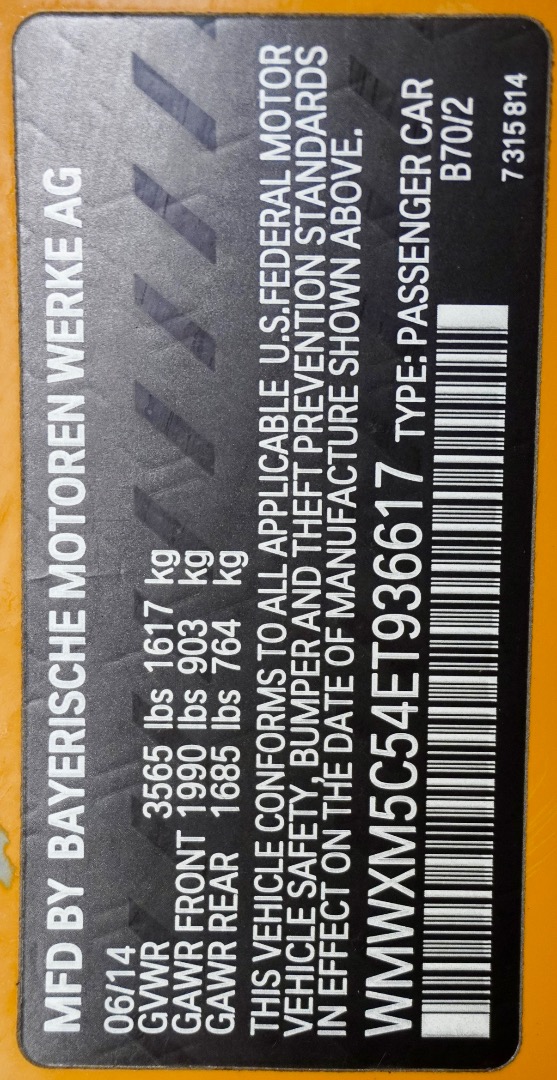 MFD BY BAYERISCHE MOTOREN WERKE AG
06/14
GVWR 3565 lbs 1617 kg
GAWR FRONT 1990 lbs 903 kg
GAWR REAR 1685 lbs 764 kg
THIS VEHICLE CONFORMS TO ALL APPLICABLE U.S.FEDERAL MOTOR
VEHICLE SAFETY, BUMPER AND THEFT PREVENTION STANDARDS
IN EFFECT ON THE DATE OF MANUFACTURE SHOWN ABOVE.
WMWXM5C54ET936617 TYPE: PASSENGER CAR
B70/2
7 315 814